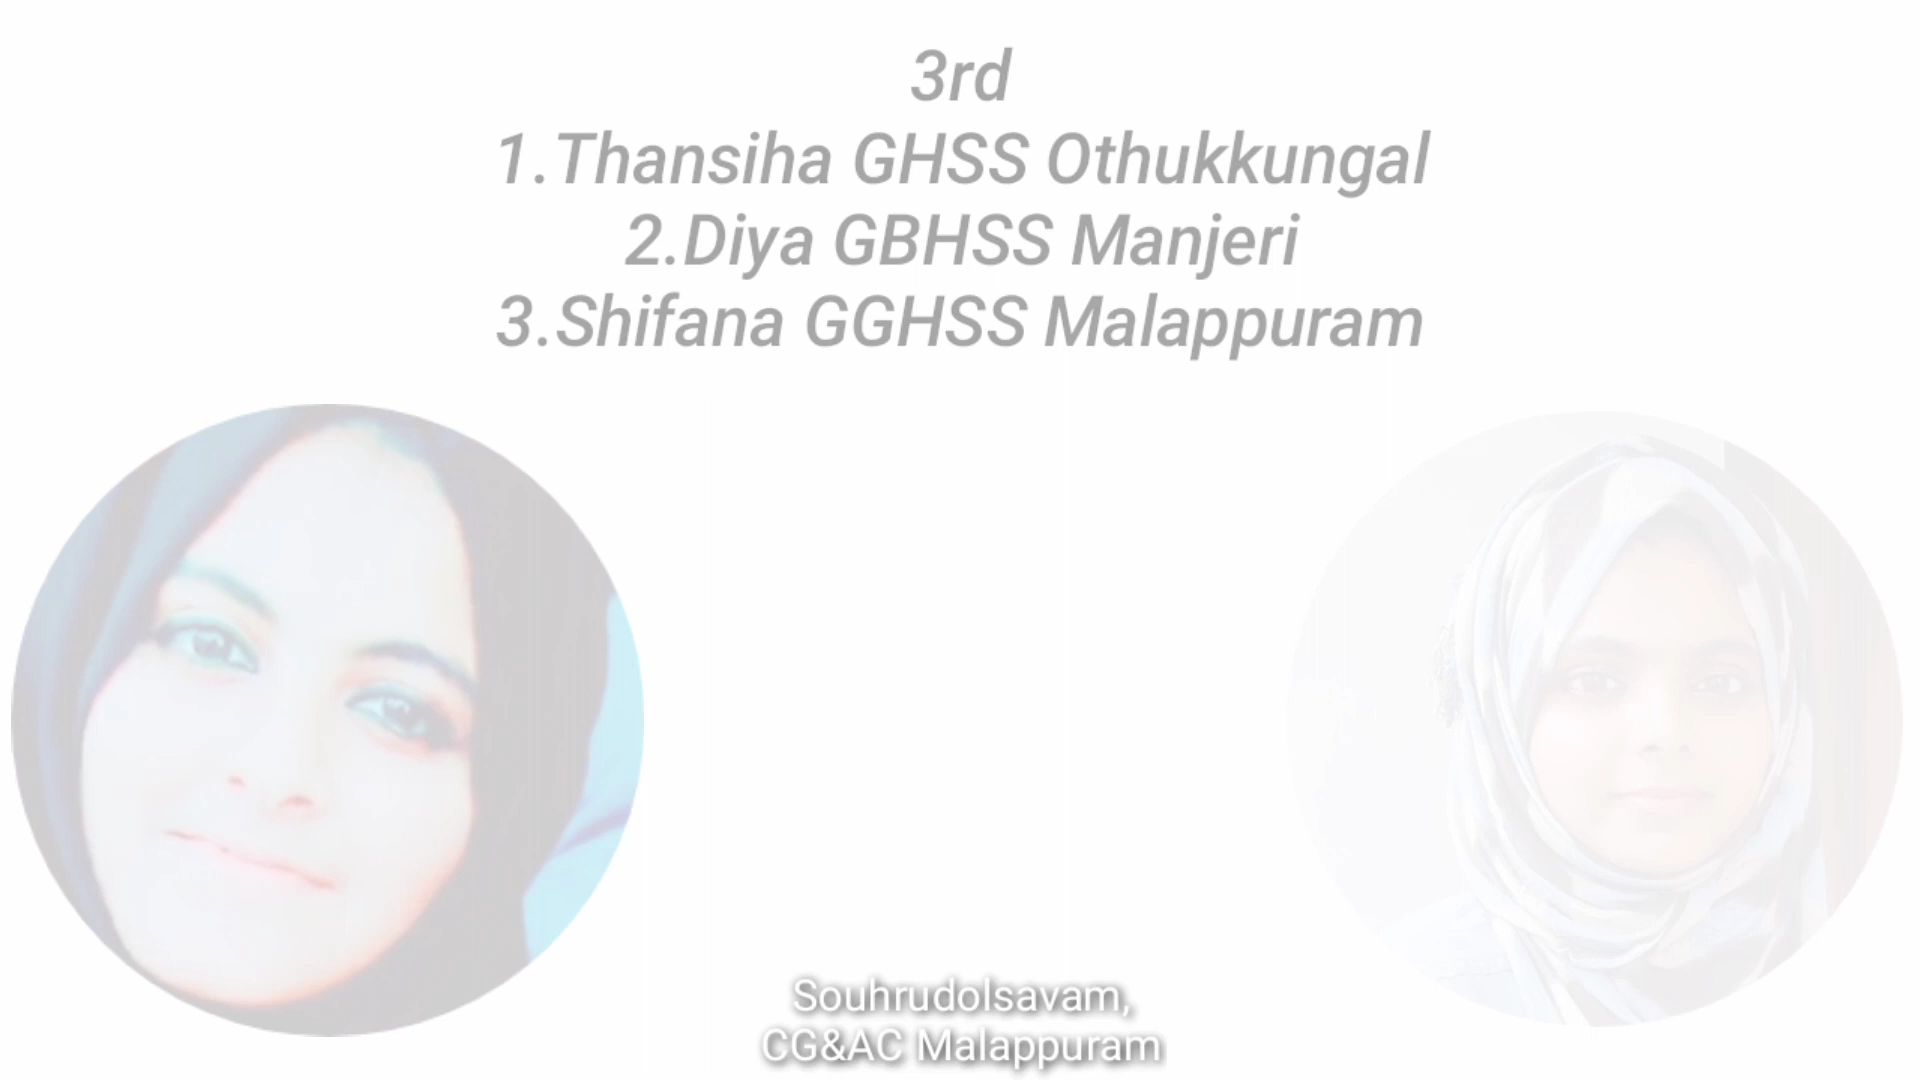 3rd
1.Thansiha GHSS Othukkungal
2.Diya GBHSS Manjeri
3.Shifana GGHSS Malappuram
Souhrudolsavam,
CG&AC Malappuram